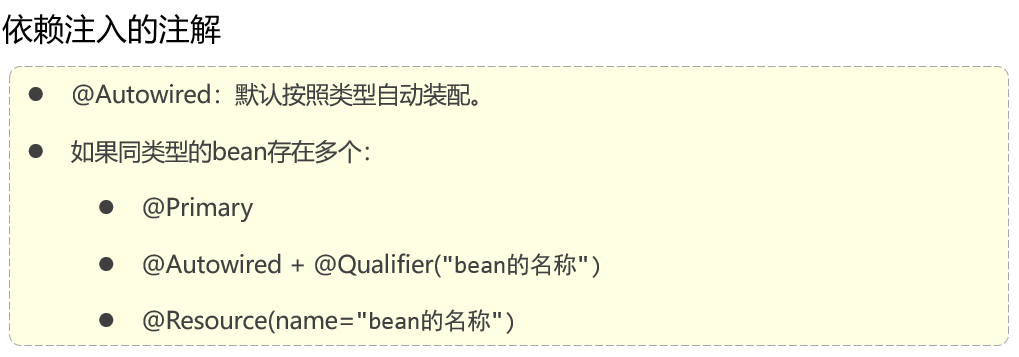 依赖注入的注解
● @Autowired：默认按照类型自动装配。
● 如果同类型的bean存在多个：
● @Primary
● @Autowired + @Qualifier("bean的名称")
● @Resource(name="bean的名称")